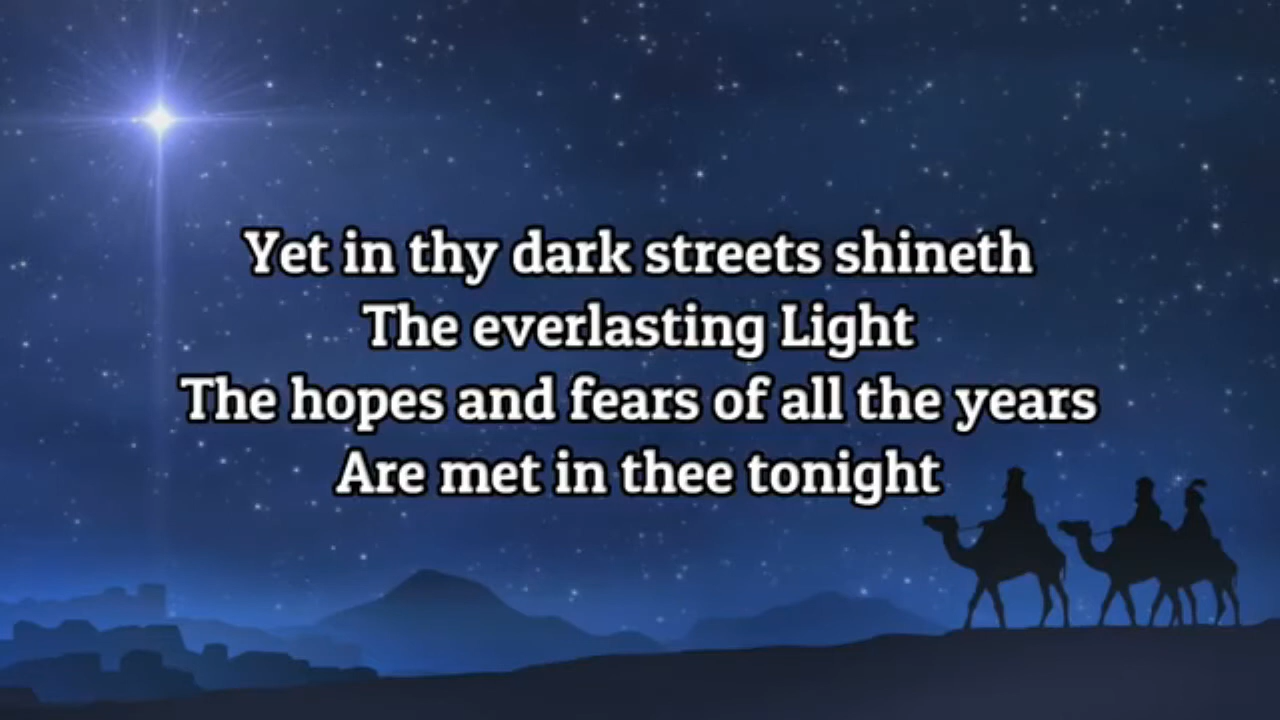 Yet in thy dark streets shineth
The everlasting Light
The hopes and fears of all the years
Are met in thee tonight